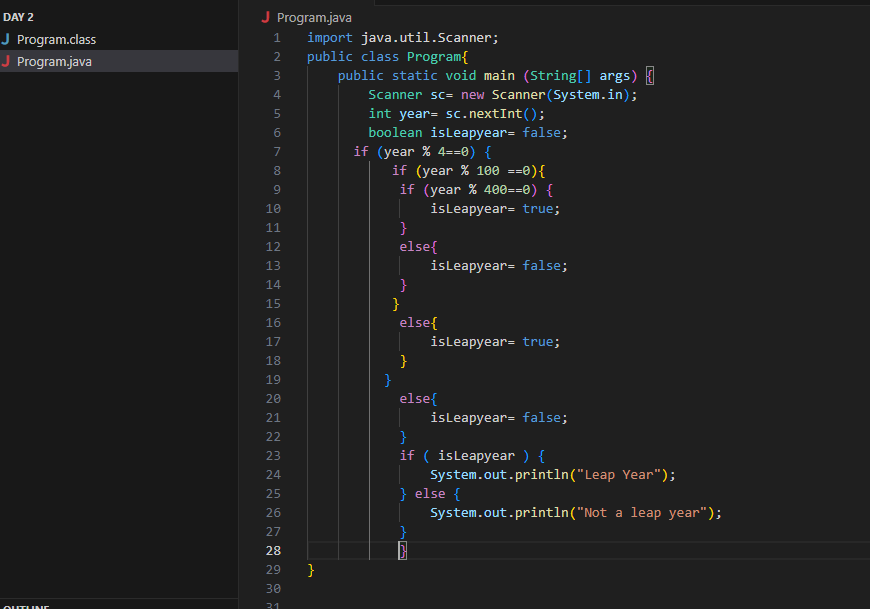 DAY 2
J Program.class
J Program.java
J Program.java
1 import java.util.Scanner;
2 public class Program{
3 public static void main (String[] args) {
4 Scanner sc= new Scanner(System.in);
5 int year= sc.nextInt();
6 boolean isLeapyear= false;
7 if (year % 4==0) {
8 if (year % 100 ==0){
9 if (year % 400==0) {
10 isLeapyear= true;
11 }
12 else{
13 isLeapyear= false;
14 }
15 }
16 else{
17 isLeapyear= true;
18 }
19 }
20 else{
21 isLeapyear= false;
22 }
23 if ( isLeapyear ) {
24 System.out.println("Leap Year");
25 } else {
26 System.out.println("Not a leap year");
27 }
28 }
29 }
30
31
OUTLINE